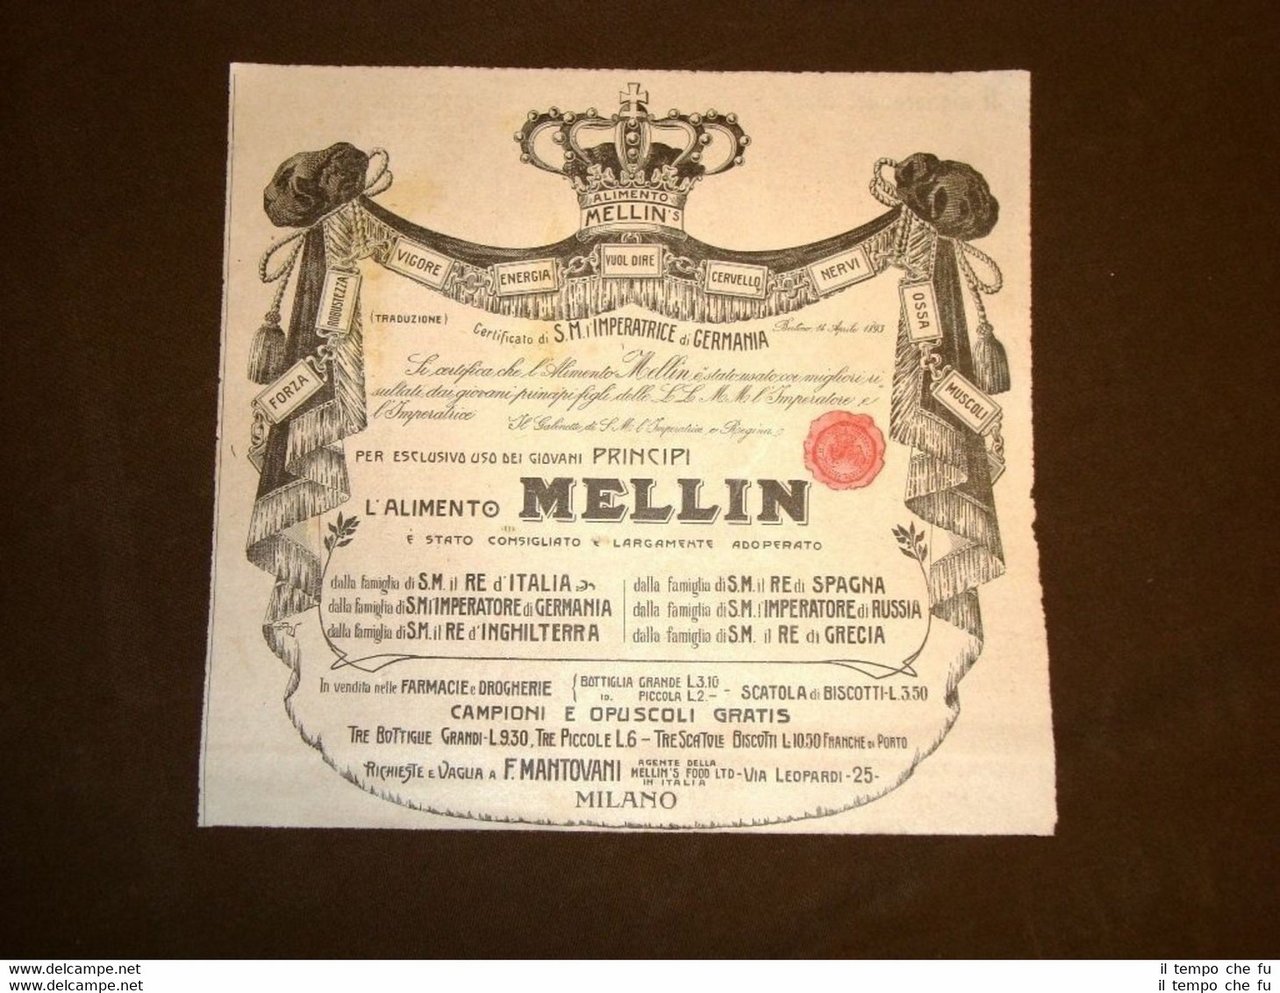 ALIMENTO
MELLIN'S
FORZA
ROBUSTEZZA
VIGORE
ENERGIA
VUOL DIRE
CERVELLO
NERVI
OSSA
MUSCOLI
(TRADUZIONE)
Certificato di S.M. l'IMPERATRICE di GERMANIA
Berlino 14 Aprile 1893
Si certifica che l'Alimento Mellin è stato usato coi migliori ri
sultati dai giovani principi figli delle LL. MM. l'Imperatore e
l'Imperatrice
Il Gabinetto di S.M. l'Imperatrice e Regina
PER ESCLUSIVO USO DEI GIOVANI PRINCIPI
L'ALIMENTO MELLIN
È STATO CONSIGLIATO E LARGAMENTE ADOPERATO
dalla famiglia di S.M. il RE d'ITALIA
dalla famiglia di S.M. l'IMPERATORE di GERMANIA
dalla famiglia di S.M. il RE d'INGHILTERRA
dalla famiglia di S.M. il RE di SPAGNA
dalla famiglia di S.M. l'IMPERATORE di RUSSIA
dalla famiglia di S.M. il RE di GRECIA
In vendita nelle FARMACIE e DROGHERIE
BOTTIGLIA GRANDE L.3.10
ID. PICCOLA L.2.-
- SCATOLA di BISCOTTI-L.3.50
CAMPIONI E OPUSCOLI GRATIS
TRE BOTTIGLIE GRANDI-L.9.30, TRE PICCOLE L.6 - TRE SCATOLE BISCOTTI L.10.50 FRANCHE DI PORTO
RICHIESTE E VAGLIA A F. MANTOVANI
AGENTE DELLA
MELLIN'S FOOD LTD
IN ITALIA
- VIA LEOPARDI - 25 -
MILANO
www.delcampe.net
www.delcampe.net
il tempo che fu
il tempo che fu